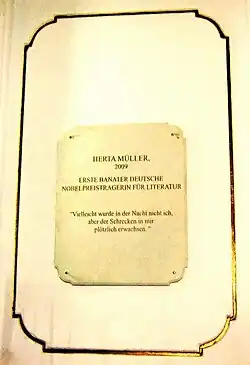 HERTA MÜLLER,
2009
ERSTE BANATER DEUTSCHE
NOBELPREISTRÄGERIN FÜR LITERATUR
"Vielleicht wurde in der Nacht nicht ich,
aber der Schrecken in mir
plötzlich erwachsen. "